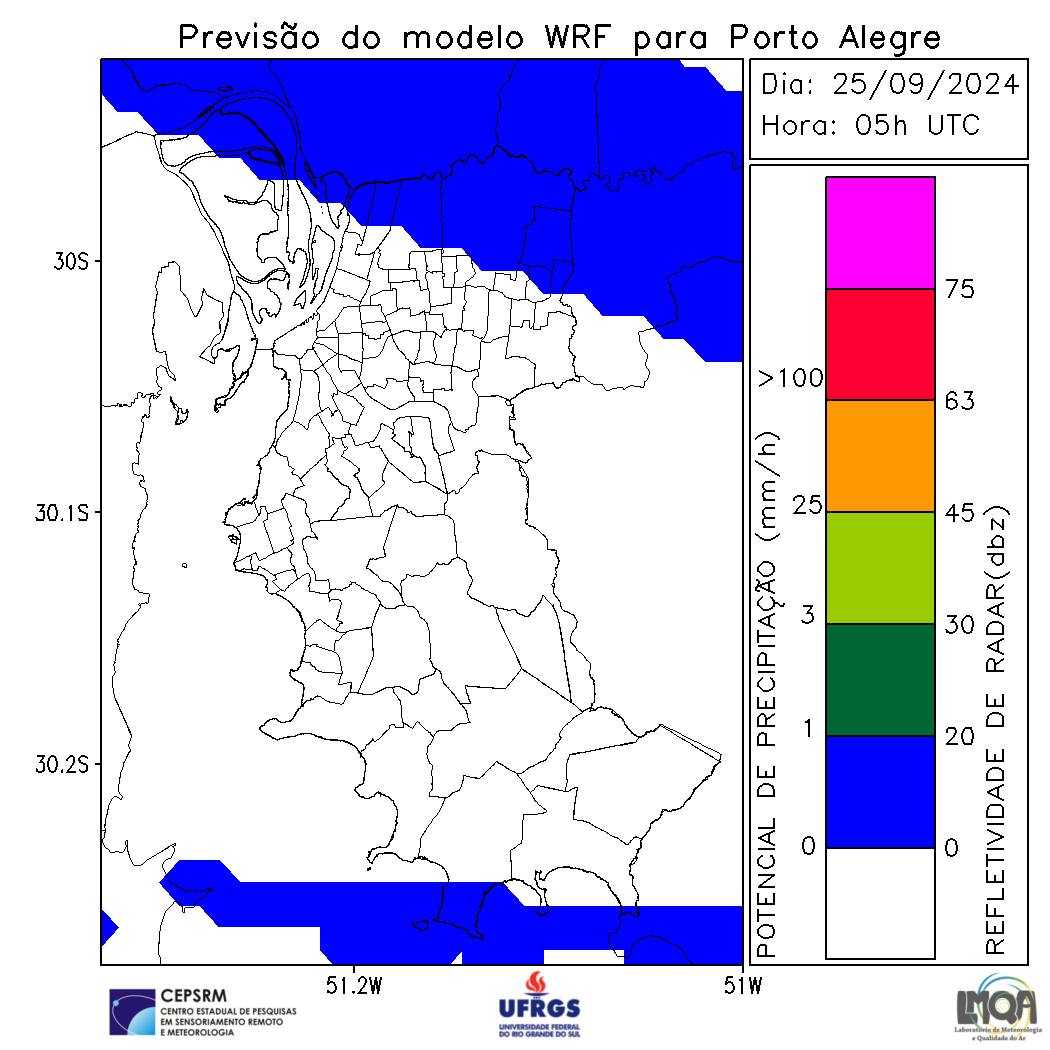 Previsão do modelo WRF para Porto Alegre
Dia: 25/09/2024
Hora: 05h UTC
30S
30.1S
30.2S
51.2W
51W
POTENCIAL DE PRECIPITAÇÃO (mm/h)
>100
25
3
1
0
75
63
45
30
20
0
REFLETIVIDADE DE RADAR(dbz)
CEPSRM
CENTRO ESTADUAL DE PESQUISAS
EM SENSORIAMENTO REMOTO
E METEOROLOGIA
UFRGS
UNIVERSIDADE FEDERAL
DO RIO GRANDE DO SUL
LMQA
Laboratório de Meteorologia
e Qualidade do Ar